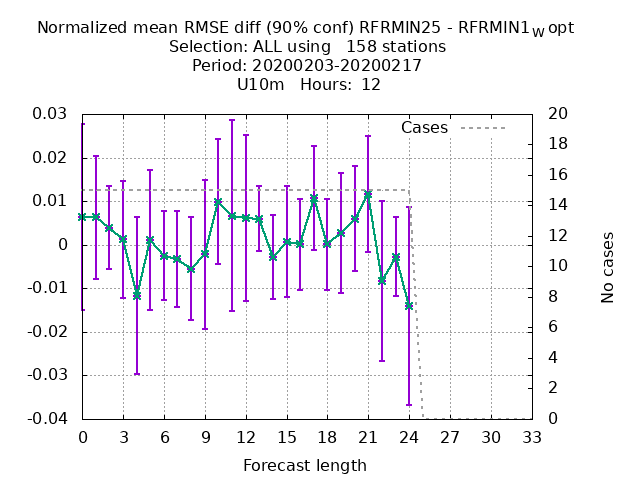 Normalized mean RMSE diff (90% conf) RFRMIN25 - RFRMIN1w opt
Selection: ALL using 158 stations
Period: 20200203-20200217
U10m Hours: 12
Cases
0.03
0.02
0.01
0
-0.01
-0.02
-0.03
-0.04
20
18
16
14
12
10
8
6
4
2
0
No cases
0 3 6 9 12 15 18 21 24 27 30 33
Forecast length